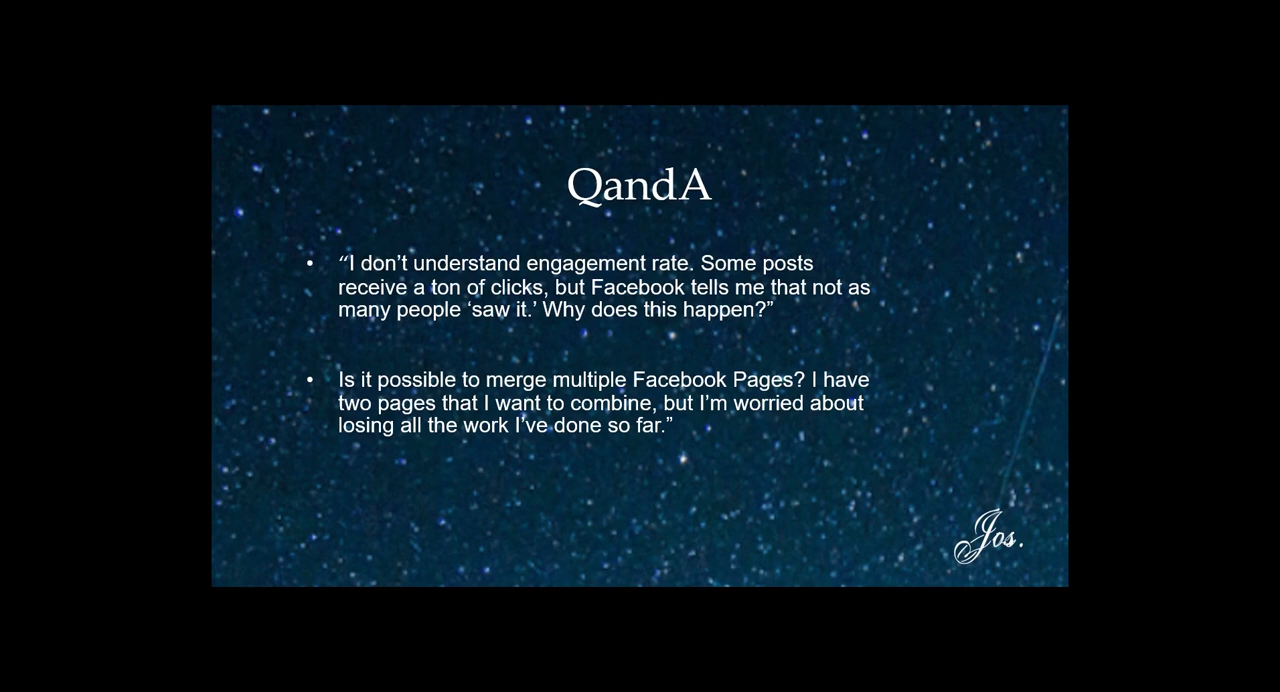 QandA
• “I don’t understand engagement rate. Some posts
receive a ton of clicks, but Facebook tells me that not as
many people ‘saw it.’ Why does this happen?”
• Is it possible to merge multiple Facebook Pages? I have
two pages that I want to combine, but I’m worried about
losing all the work I’ve done so far.”
Jos.